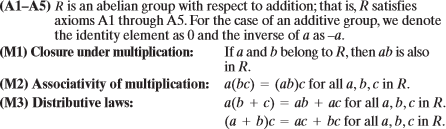 (A1–A5) R is an abelian group with respect to addition; that is, R satisfies
axioms A1 through A5. For the case of an additive group, we denote
the identity element as 0 and the inverse of a as –a.
(M1) Closure under multiplication: If a and b belong to R, then ab is also
in R.
(M2) Associativity of multiplication: a(bc) = (ab)c for all a, b, c in R.
(M3) Distributive laws: a(b + c) = ab + ac for all a, b, c in R.
(a + b)c = ac + bc for all a, b, c in R.